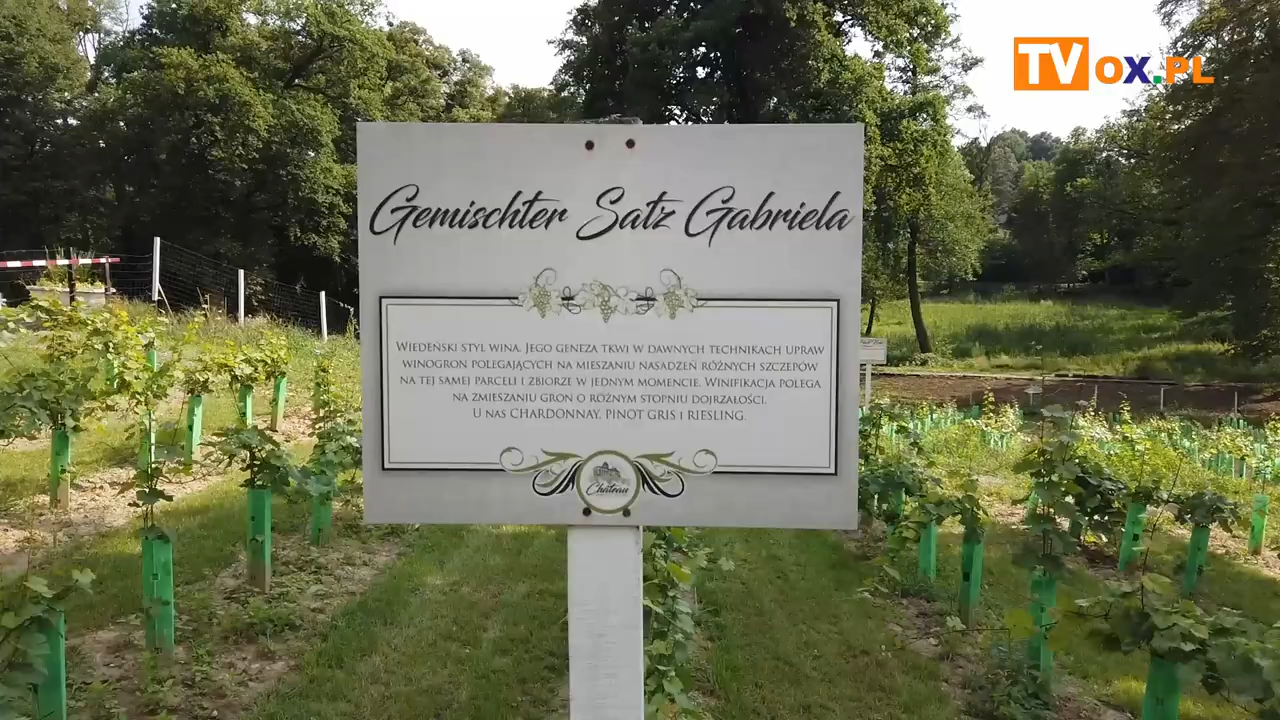 TVOX.PL
Gemischter Satz Gabriela
WIEDEŃSKI STYL WINA. JEGO GENEZA TKWI W DAWNYCH TECHNIKACH UPRAW
WINOGRON POLEGAJĄCYCH NA MIESZANIU NASADZEŃ RÓŻNYCH SZCZEPÓW
NA TEJ SAMEJ PARCELI I ZBIORZE W JEDNYM MOMENCIE. WINIFIKACJA POLEGA
NA ZMIESZANIU GRON O RÓŻNYM STOPNIU DOJRZAŁOŚCI.
U NAS CHARDONNAY, PINOT GRIS I RIESLING.
Château